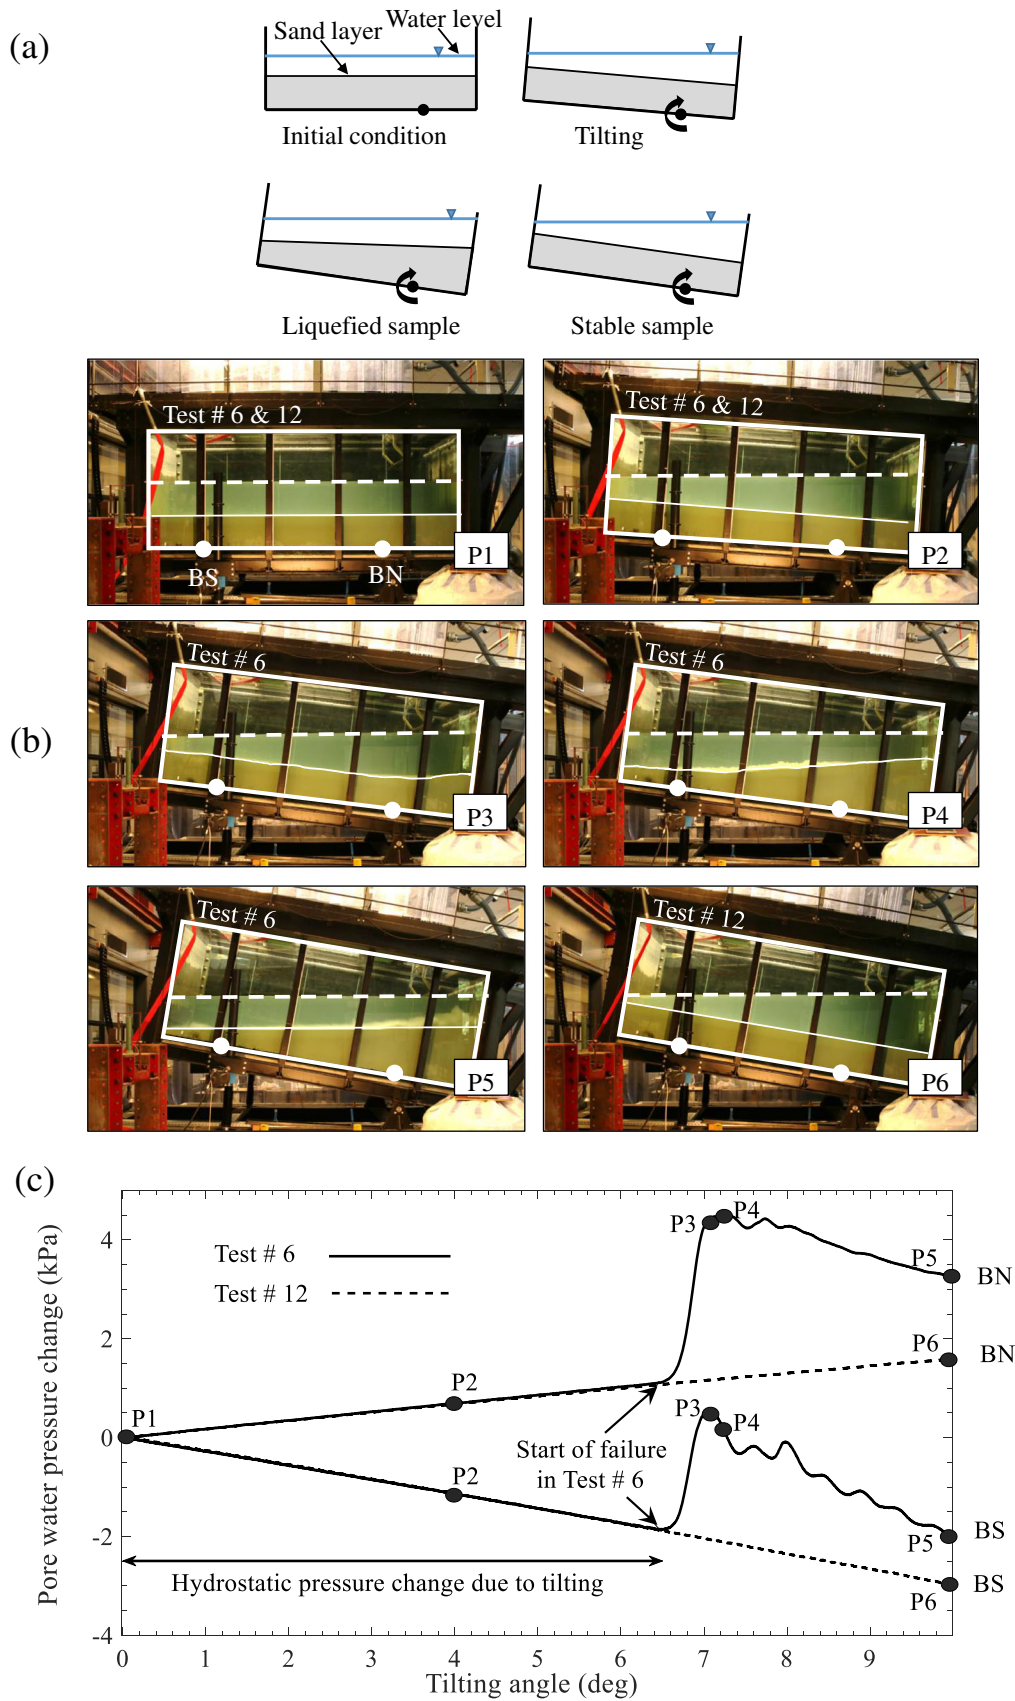 (a)
Water level
Sand layer
Initial condition
Tilting
Liquefied sample
Stable sample
(b)
Test # 6 & 12
BS
BN
P1
Test # 6 & 12
P2
Test # 6
P3
Test # 6
P4
Test # 6
P5
Test # 12
P6
(c)
Pore water pressure change (kPa)
4
2
0
-2
-4
Test # 6
Test # 12
P1
P2
P2
P3
P4
P5
BN
P6
BN
P3
P4
Start of failure
in Test # 6
P5
BS
P6
BS
Hydrostatic pressure change due to tilting
0 1 2 3 4 5 6 7 8 9
Tilting angle (deg)